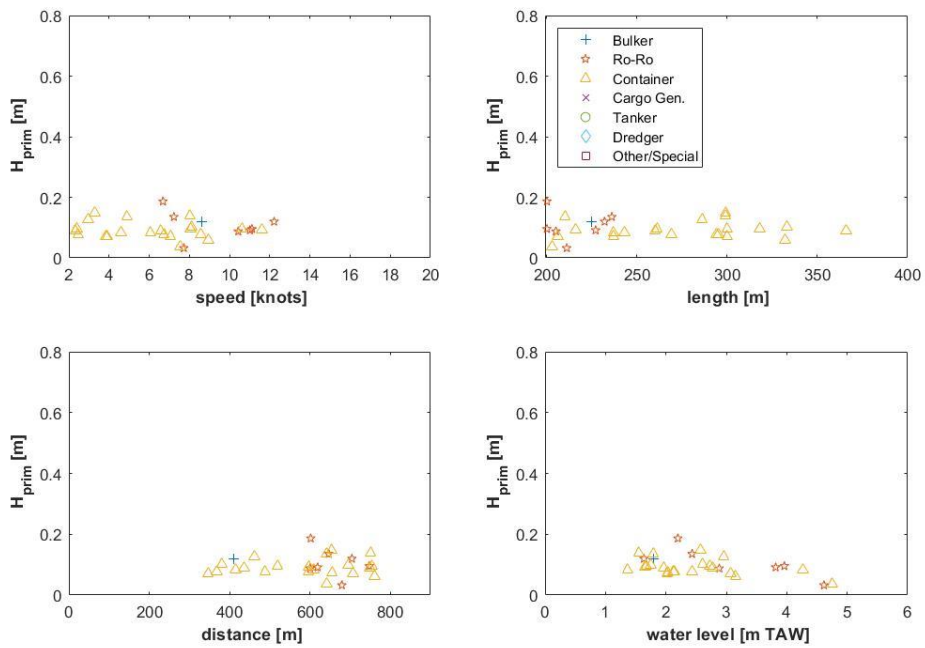 0.8
0.6
0.4
0.2
0
H_prim [m]
2 4 6 8 10 12 14 16 18 20
speed [knots]
0.8
0.6
0.4
0.2
0
H_prim [m]
Bulker
Ro-Ro
Container
Cargo Gen.
Tanker
Dredger
Other/Special
200 250 300 350 400
length [m]
0.8
0.6
0.4
0.2
0
H_prim [m]
0 200 400 600 800
distance [m]
0.8
0.6
0.4
0.2
0
H_prim [m]
0 1 2 3 4 5 6
water level [m TAW]